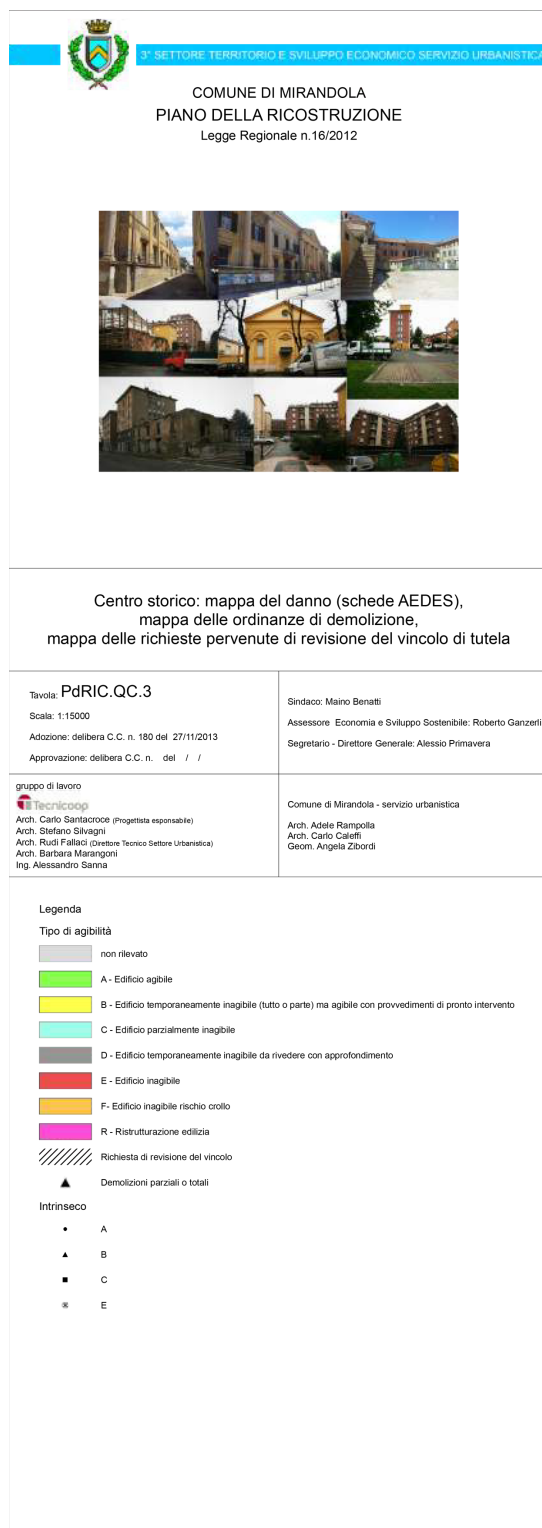 3° SETTORE TERRITORIO E SVILUPPO ECONOMICO SERVIZIO URBANISTICA
COMUNE DI MIRANDOLA
PIANO DELLA RICOSTRUZIONE
Legge Regionale n.16/2012
Centro storico: mappa del danno (schede AEDES),
mappa delle ordinanze di demolizione,
mappa delle richieste pervenute di revisione del vincolo di tutela
Tavola: PdRIC.QC.3
Scala: 1:15000
Adozione: delibera C.C. n. 180 del 27/11/2013
Approvazione: delibera C.C. n. del / /
Sindaco: Maino Benatti
Assessore Economia e Sviluppo Sostenibile: Roberto Ganzerli
Segretario - Direttore Generale: Alessio Primavera
gruppo di lavoro
Tecnicoop
Arch. Carlo Santacroce (Progettista esponsabile)
Arch. Stefano Silvagni
Arch. Rudi Fallaci (Direttore Tecnico Settore Urbanistica)
Arch. Barbara Marangoni
Ing. Alessandro Sanna
Comune di Mirandola - servizio urbanistica
Arch. Adele Rampolla
Arch. Carlo Caleffi
Geom. Angela Zibordi
Legenda
Tipo di agibilità
non rilevato
A - Edificio agibile
B - Edificio temporaneamente inagibile (tutto o parte) ma agibile con provvedimenti di pronto intervento
C - Edificio parzialmente inagibile
D - Edificio temporaneamente inagibile da rivedere con approfondimento
E - Edificio inagibile
F- Edificio inagibile rischio crollo
R - Ristrutturazione edilizia
Richiesta di revisione del vincolo
Demolizioni parziali o totali
Intrinseco
A
B
C
E